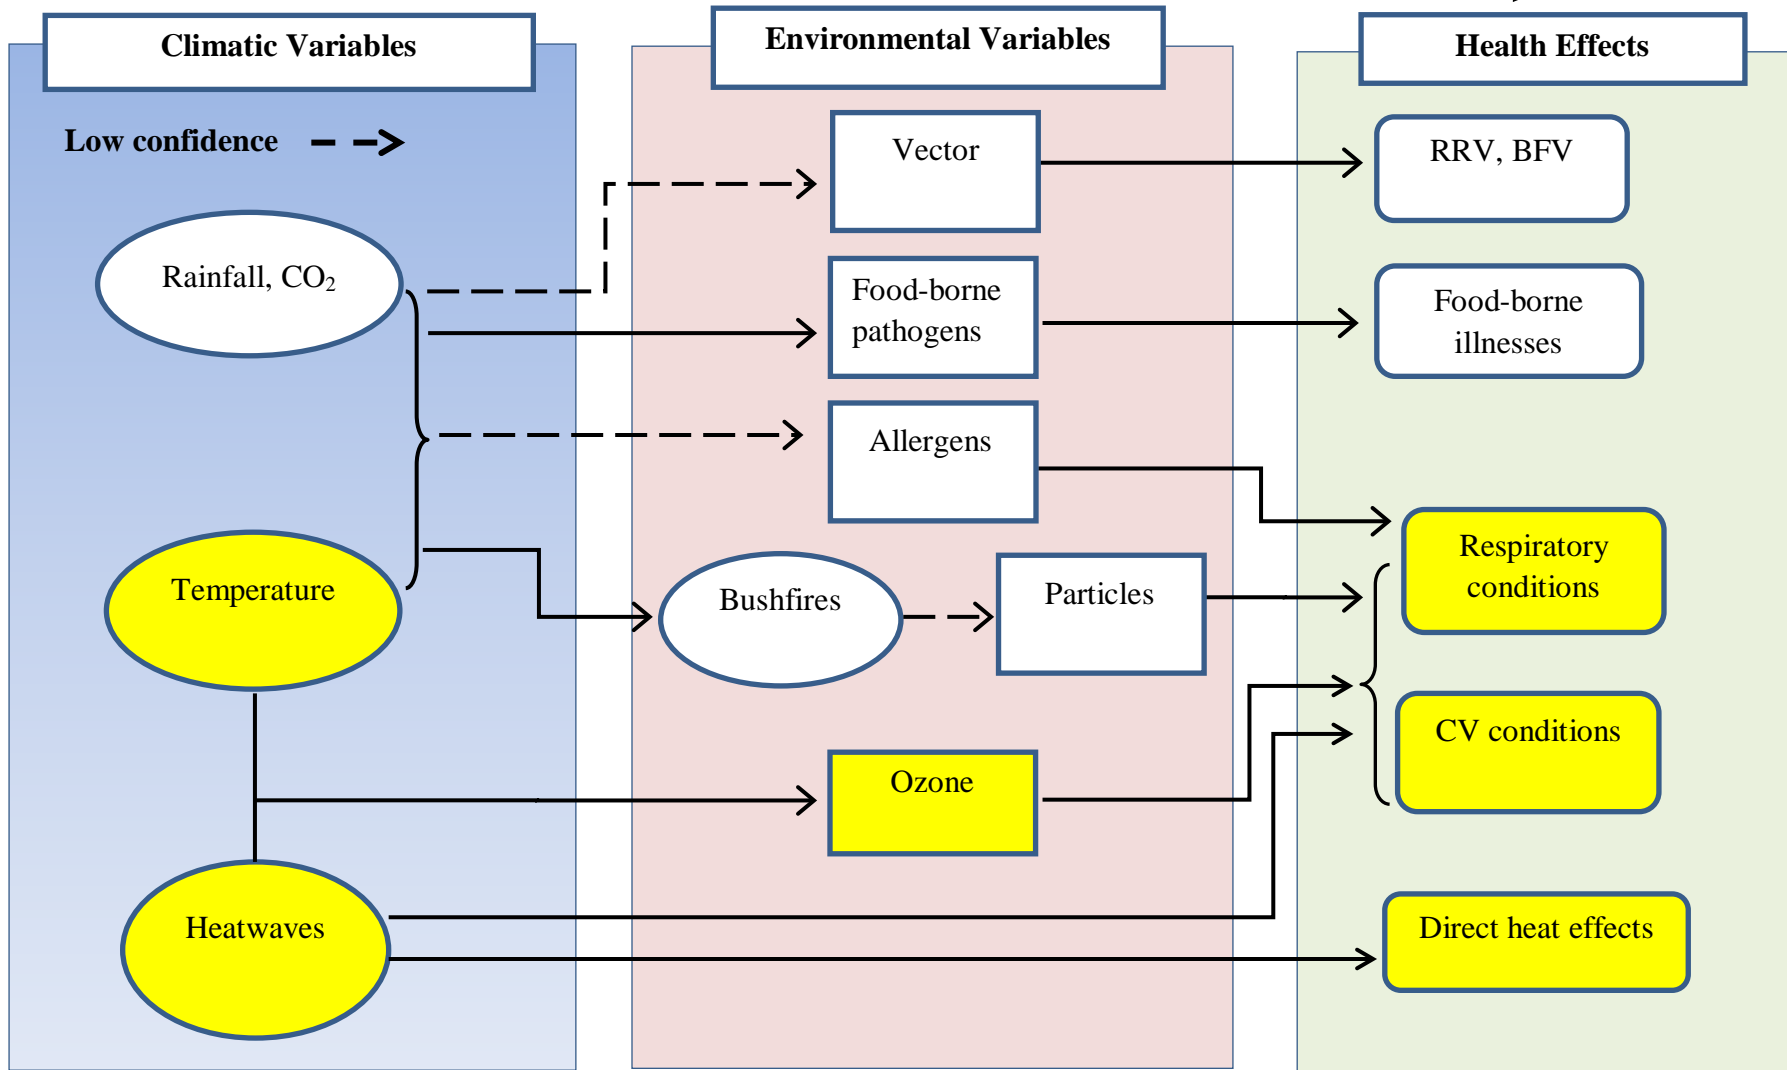 Climatic Variables
Environmental Variables
Health Effects
Low confidence
Rainfall, CO₂
Temperature
Heatwaves
Vector
Food-borne
pathogens
Allergens
Bushfires
Particles
Ozone
RRV, BFV
Food-borne
illnesses
Respiratory
conditions
CV conditions
Direct heat effects